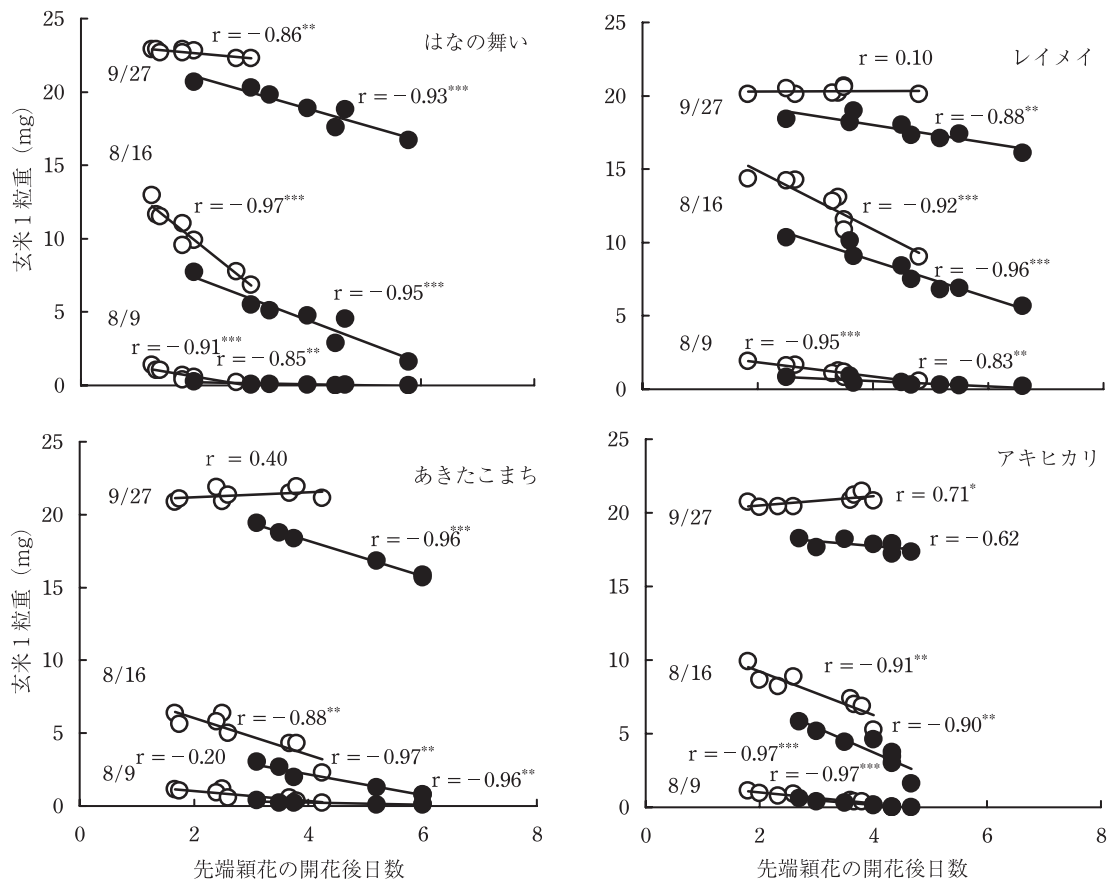 25
20
15
10
5
0
玄米1粒重 (mg)
はなの舞い
9/27
8/16
8/9
r=-0.86**
r=-0.93***
r=-0.97***
r=-0.95***
r=-0.91***
r=-0.85**
25
20
15
10
5
0
レイメイ
9/27
8/16
8/9
r=0.10
r=-0.88**
r=-0.92***
r=-0.96***
r=-0.95***
r=-0.83**
25
20
15
10
5
0
玄米1粒重 (mg)
あきたこまち
9/27
8/16
8/9
r =0.40
r=-0.96***
r=-0.88**
r=-0.20
r=-0.97**
r=-0.96**
0 2 4 6 8
先端穎花の開花後日数
25
20
15
10
5
0
アキヒカリ
9/27
8/16
8/9
r=0.71*
r=-0.62
r=-0.91**
r=-0.90**
r=-0.97***
r=-0.97***
0 2 4 6 8
先端穎花の開花後日数